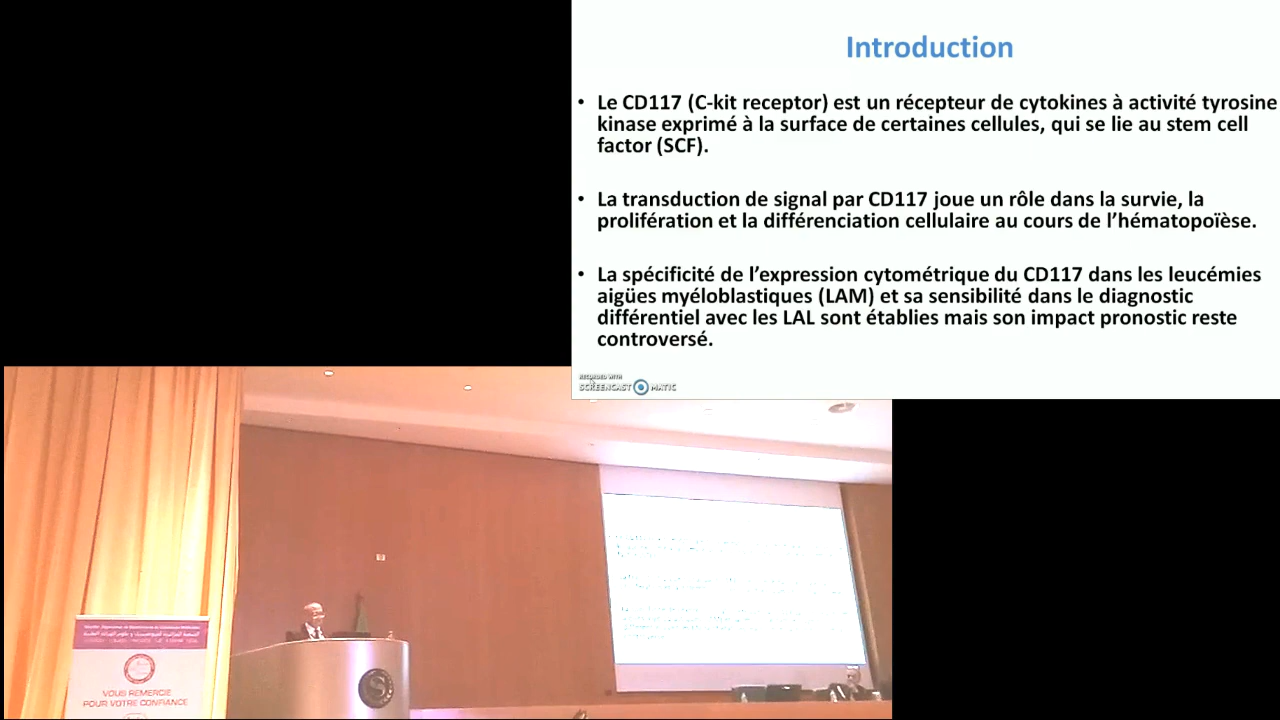 Introduction
• Le CD117 (C-kit receptor) est un récepteur de cytokines à activité tyrosine
kinase exprimé à la surface de certaines cellules, qui se lie au stem cell
factor (SCF).
• La transduction de signal par CD117 joue un rôle dans la survie, la
prolifération et la différenciation cellulaire au cours de l’hématopoïèse.
• La spécificité de l’expression cytométrique du CD117 dans les leucémies
aigües myéloblastiques (LAM) et sa sensibilité dans le diagnostic
différentiel avec les LAL sont établies mais son impact pronostic reste
controversé.
RECORDED WITH
SCREENCAST MATIC
VOUS REMERCIE
POUR VOTRE CONFIANCE
S